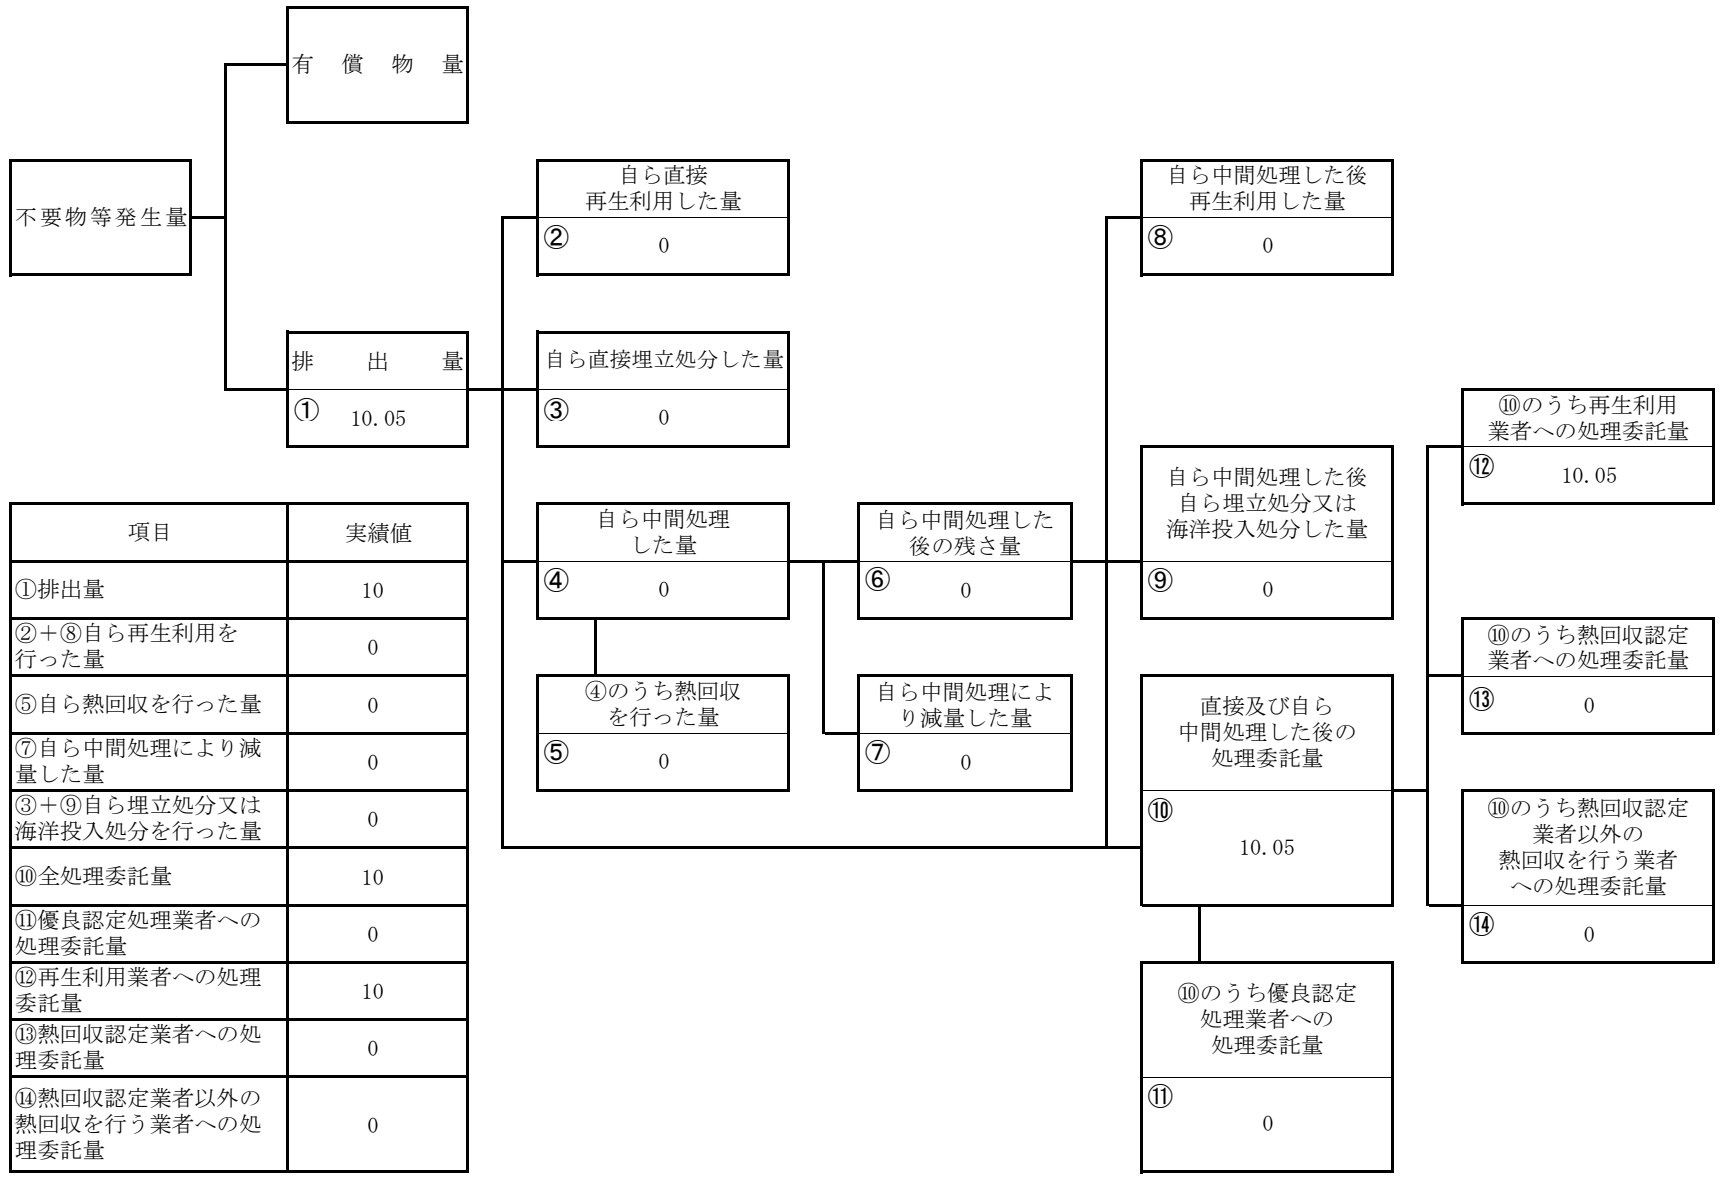 有償物量
不要物等発生量
自ら直接
再生利用した量
②
0
自ら中間処理した後
再生利用した量
⑧
0
排出量
①
10.05
自ら直接埋立処分した量
③
0
⑩のうち再生利用
業者への処理委託量
⑫
10.05
自ら中間処理
した量
④
0
自ら中間処理した
後の残さ量
⑥
0
自ら中間処理した後
自ら埋立処分又は
海洋投入処分した量
⑨
0
⑩のうち熱回収認定
業者への処理委託量
⑬
0
④のうち熱回収
を行った量
⑤
0
自ら中間処理によ
り減量した量
⑦
0
直接及び自ら
中間処理した後の
処理委託量
⑩
10.05
⑩のうち熱回収認定
業者以外の
熱回収を行う業者
への処理委託量
⑭
0
⑩のうち優良認定
処理業者への
処理委託量
⑪
0
項目 実績値
①排出量 10
②＋⑧自ら再生利用を
行った量
0
⑤自ら熱回収を行った量 0
⑦自ら中間処理により減
量した量
0
③＋⑨自ら埋立処分又は
海洋投入処分を行った量
0
⑩全処理委託量 10
⑪優良認定処理業者への
処理委託量
0
⑫再生利用業者への処理
委託量
10
⑬熱回収認定業者への処
理委託量
0
⑭熱回収認定業者以外の
熱回収を行う業者への処
理委託量
0